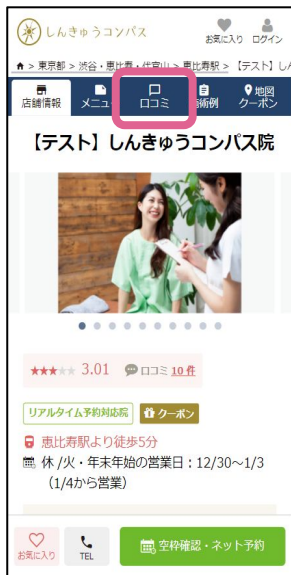 しんきゅうコンパス
お気に入り ログイン
> 東京都 > 渋谷・恵比寿・代官山 > 恵比寿駅 > 【テスト】しん
店舗情報 メニュー 口コミ 施術例 地図
クーポン
【テスト】しんきゅうコンパス院
3.01 口コミ 10件
リアルタイム予約対応院 クーポン
恵比寿駅より徒歩5分
休 /火・年末年始の営業日：12/30～1/3
（1/4から営業）
お気に入り TEL 空枠確認・ネット予約